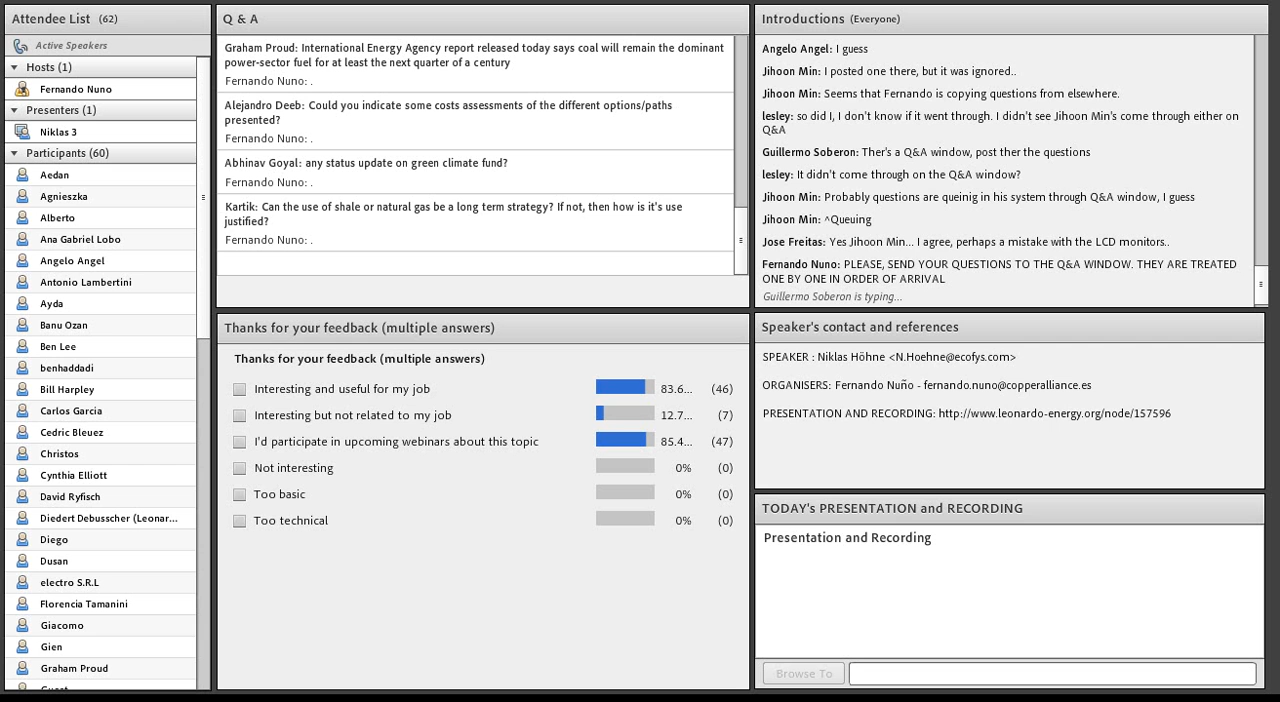 Attendee List (62)
Active Speakers
Hosts (1)
Fernando Nuno
Presenters (1)
Niklas 3
Participants (60)
Aedan
Agnieszka
Alberto
Ana Gabriel Lobo
Angelo Angel
Antonio Lambertini
Ayda
Banu Ozan
Ben Lee
benhaddadi
Bill Harpley
Carlos Garcia
Cedric Bleuez
Christos
Cynthia Elliott
David Ryfisch
Diedert Debusscher (Leonar...
Diego
Dusan
electro S.R.L
Florencia Tamanini
Giacomo
Gien
Graham Proud
Q & A
Graham Proud: International Energy Agency report released today says coal will remain the dominant
power-sector fuel for at least the next quarter of a century
Fernando Nuno: .
Alejandro Deeb: Could you indicate some costs assessments of the different options/paths
presented?
Fernando Nuno: .
Abhinav Goyal: any status update on green climate fund?
Fernando Nuno: .
Kartik: Can the use of shale or natural gas be a long term strategy? If not, then how is it's use
justified?
Fernando Nuno: .
Thanks for your feedback (multiple answers)
Thanks for your feedback (multiple answers)
Interesting and useful for my job 83.6... (46)
Interesting but not related to my job 12.7... (7)
I'd participate in upcoming webinars about this topic 85.4... (47)
Not interesting 0% (0)
Too basic 0% (0)
Too technical 0% (0)
Introductions (Everyone)
Angelo Angel: I guess
Jihoon Min: I posted one there, but it was ignored..
Jihoon Min: Seems that Fernando is copying questions from elsewhere.
lesley: so did I, I don't know if it went through. I didn't see Jihoon Min's come through either on
Q&A
Guillermo Soberon: Ther's a Q&A window, post ther the questions
lesley: It didn't come through on the Q&A window?
Jihoon Min: Probably questions are queinig in his system through Q&A window, I guess
Jihoon Min: ^Queuing
Jose Freitas: Yes Jihoon Min... I agree, perhaps a mistake with the LCD monitors..
Fernando Nuno: PLEASE, SEND YOUR QUESTIONS TO THE Q&A WINDOW. THEY ARE TREATED
ONE BY ONE IN ORDER OF ARRIVAL
Guillermo Soberon is typing...
Speaker's contact and references
SPEAKER : Niklas Höhne <N.Hoehne@ecofys.com>
ORGANISERS: Fernando Nuño - fernando.nuno@copperalliance.es
PRESENTATION AND RECORDING: http://www.leonardo-energy.org/node/157596
TODAY's PRESENTATION and RECORDING
Presentation and Recording
Browse To